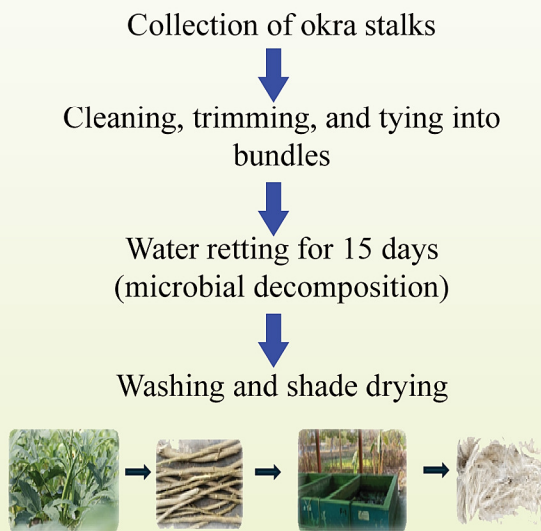 Collection of okra stalks
Cleaning, trimming, and tying into
bundles
Water retting for 15 days
(microbial decomposition)
Washing and shade drying